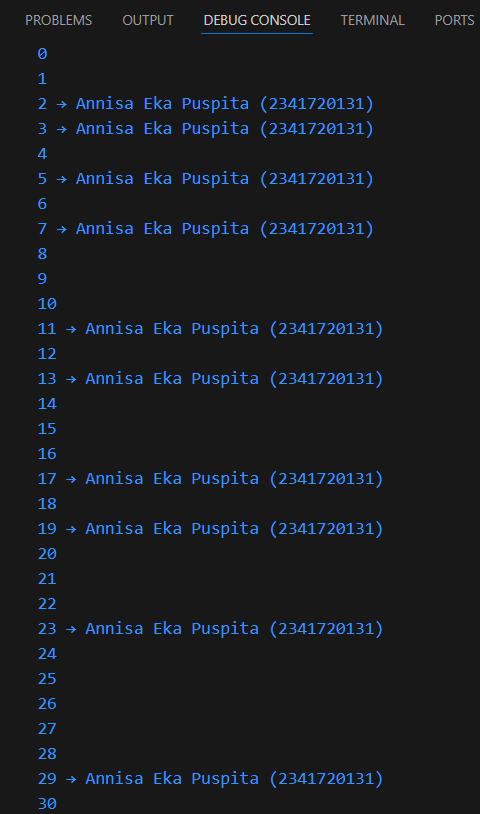 PROBLEMS OUTPUT DEBUG CONSOLE TERMINAL PORTS
0
1
2 → Annisa Eka Puspita (2341720131)
3 → Annisa Eka Puspita (2341720131)
4
5 → Annisa Eka Puspita (2341720131)
6
7 → Annisa Eka Puspita (2341720131)
8
9
10
11 → Annisa Eka Puspita (2341720131)
12
13 → Annisa Eka Puspita (2341720131)
14
15
16
17 → Annisa Eka Puspita (2341720131)
18
19 → Annisa Eka Puspita (2341720131)
20
21
22
23 → Annisa Eka Puspita (2341720131)
24
25
26
27
28
29 → Annisa Eka Puspita (2341720131)
30